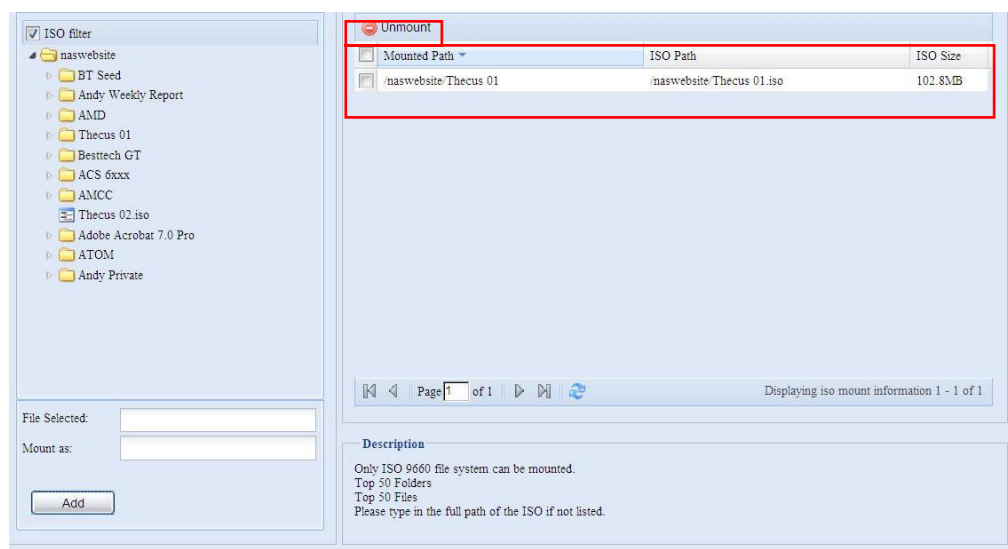 ISO filter
naswebsite
BT Seed
Andy Weekly Report
AMD
Thecus 01
Besttech GT
ACS 6xxx
AMCC
Thecus 02.iso
Adobe Acrobat 7.0 Pro
ATOM
Andy Private
File Selected:
Mount as:
Add
Unmount
Mounted Path ISO Path ISO Size
/naswebsite/Thecus 01 /naswebsite/Thecus 01.iso 102.8MB
Page 1 of 1 Displaying iso mount information 1 - 1 of 1
Description
Only ISO 9660 file system can be mounted.
Top 50 Folders
Top 50 Files
Please type in the full path of the ISO if not listed.